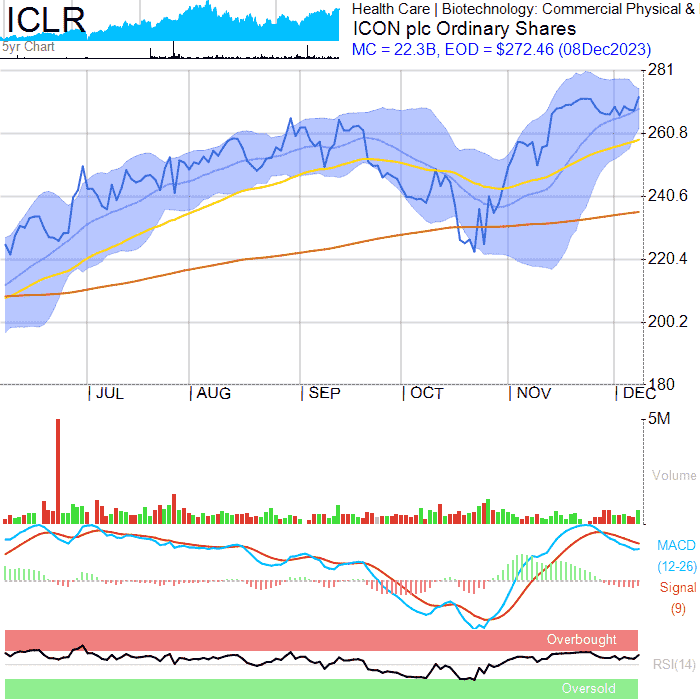 ICLR
5yr Chart
Health Care | Biotechnology: Commercial Physical &
ICON plc Ordinary Shares
MC = 22.3B, EOD = $272.46 (08Dec2023)
281
260.8
240.6
220.4
200.2
180
JUL
AUG
SEP
OCT
NOV
DEC
5M
Volume
MACD
(12-26)
Signal
(9)
Overbought
RSI(14)
Oversold